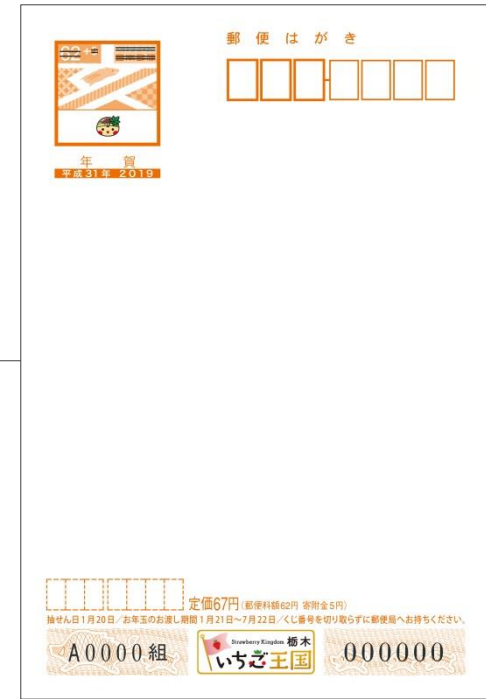 郵便はがき
62+
年賀
平成31年 2019
定価67円(郵便料額62円 寄附金5円)
抽せん日1月20日/お年玉のお渡し期間1月21日~7月22日/くじ番号を切り取らずに郵便局へお持ちください。
A0000組
Strawberry Kingdom 栃木
いちご王国
000000